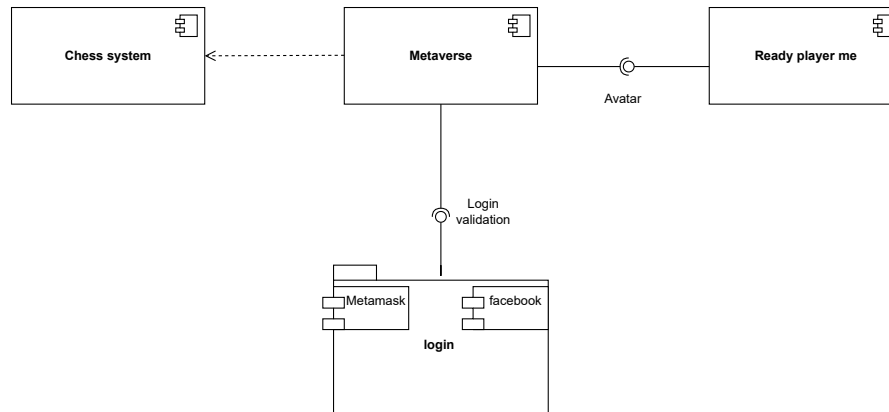 Chess system
Metaverse
Ready player me
Avatar
Login
validation
Metamask
facebook
login